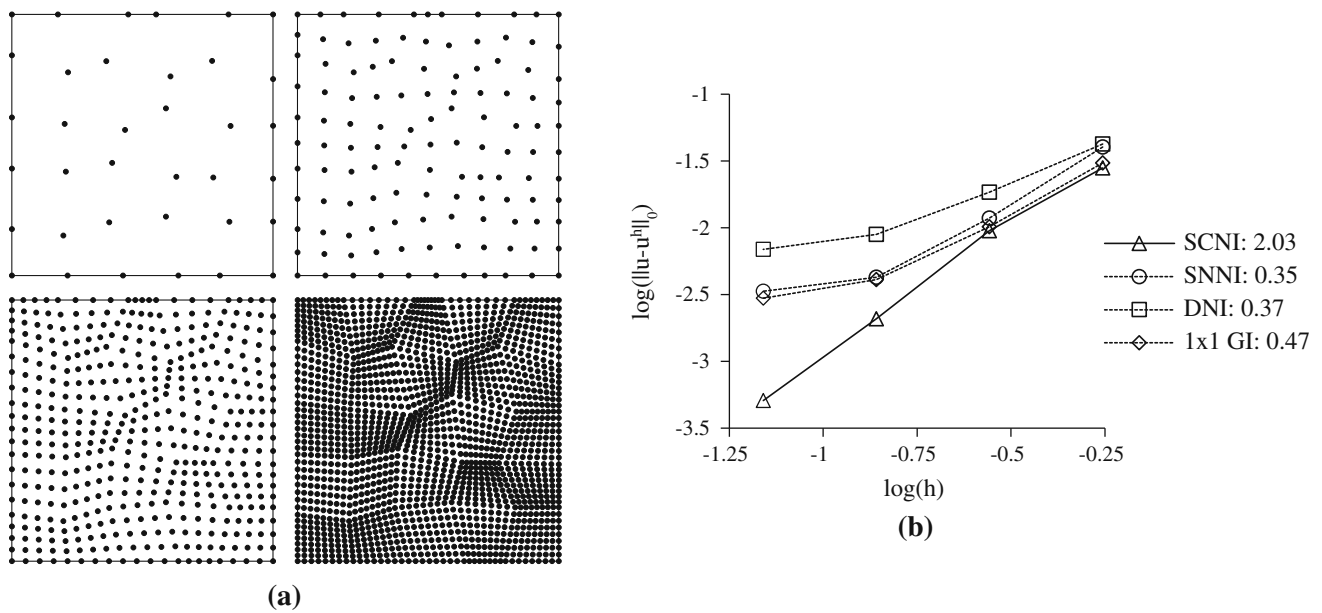 -1
-1.5
-2
-2.5
-3
-3.5
-1.25 -1 -0.75 -0.5 -0.25
log(||u-u^h||_0)
log(h)
SCNI: 2.03
SNNI: 0.35
DNI: 0.37
1x1 GI: 0.47
(a)
(b)